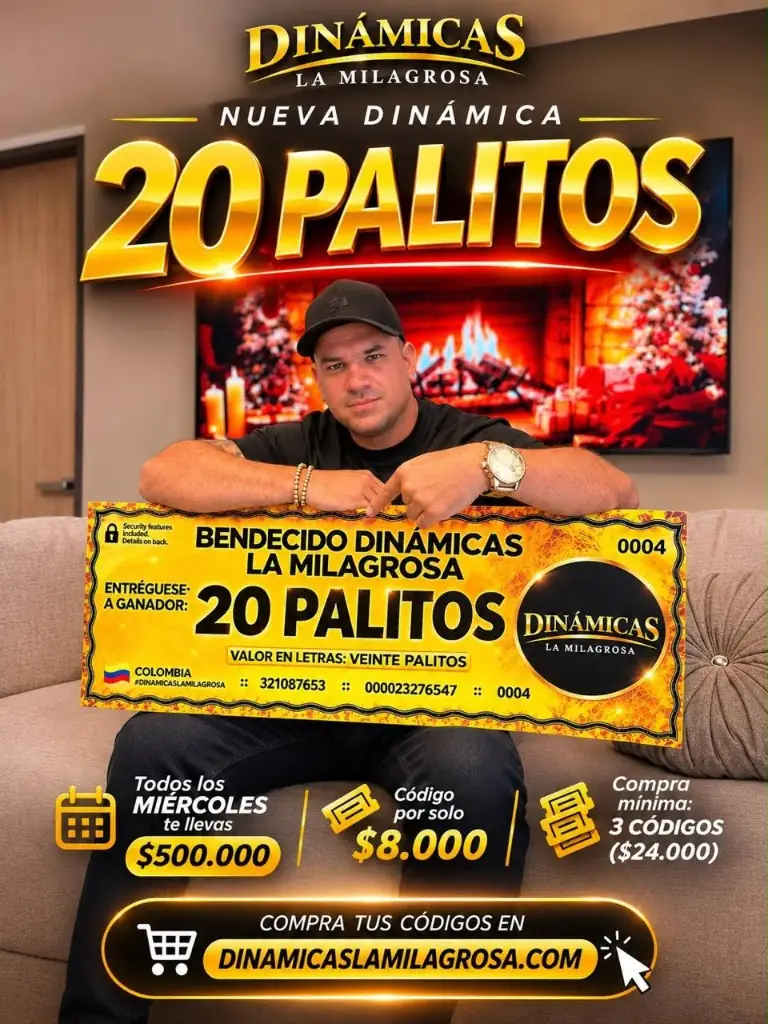 DINÁMICAS
LA MILAGROSA
NUEVA DINÁMICA
20 PALITOS
Security features
included.
Details on back.
BENDECIDO DINÁMICAS
LA MILAGROSA
0004
ENTRÉGUESE
A GANADOR:
20 PALITOS
VALOR EN LETRAS: VEINTE PALITOS
DINÁMICAS
LA MILAGROSA
COLOMBIA
#DINAMICASLAMILAGROSA
:: 321087653 :: 000023276547 :: 0004
Todos los
MIÉRCOLES
te llevas
$500.000
Código
por solo
$8.000
Compra
mínima:
3 CÓDIGOS
($24.000)
COMPRA TUS CÓDIGOS EN
DINAMICASLAMILAGROSA.COM